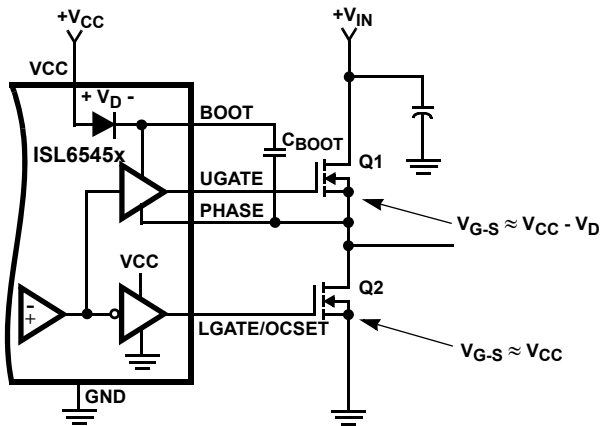 +VCC
+VIN
VCC
+ VD -
BOOT
CBOOT
ISL6545x
Q1
UGATE
PHASE
VG-S ≈ VCC - VD
VCC
Q2
-
+
LGATE/OCSET
VG-S ≈ VCC
GND